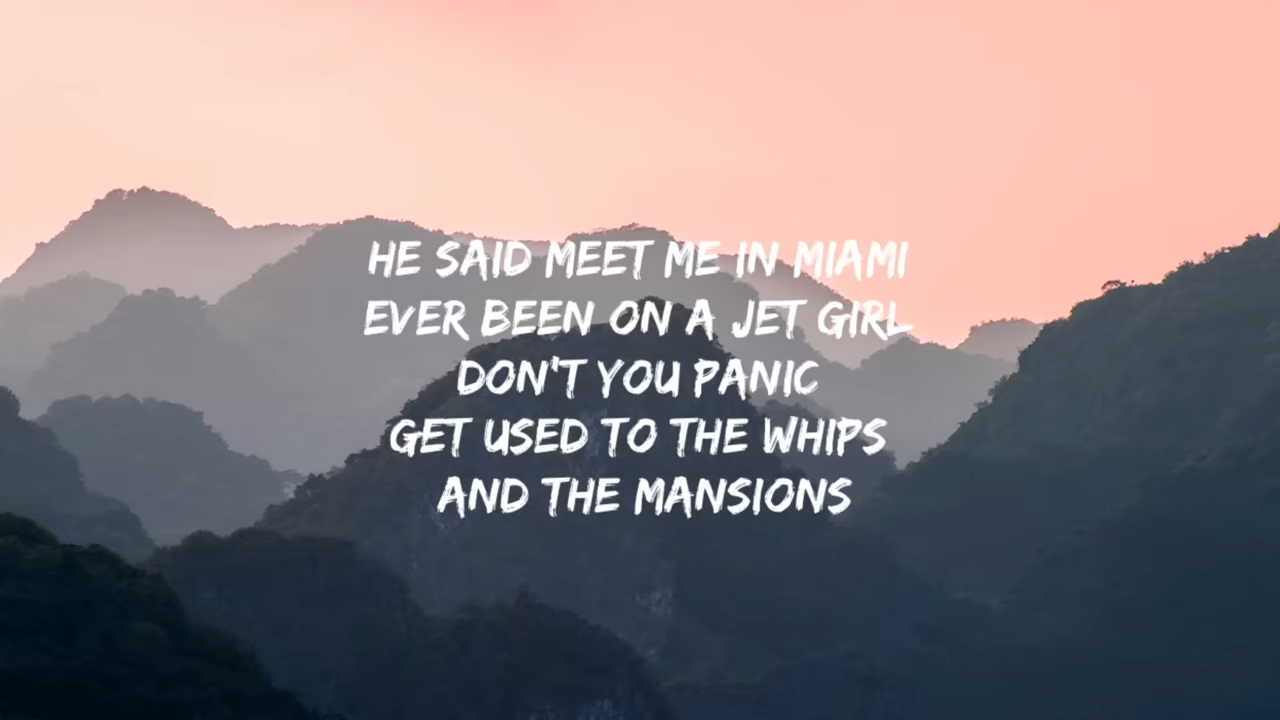 HE SAID MEET ME IN MIAMI
EVER BEEN ON A JET GIRL
DON'T YOU PANIC
GET USED TO THE WHIPS
AND THE MANSIONS